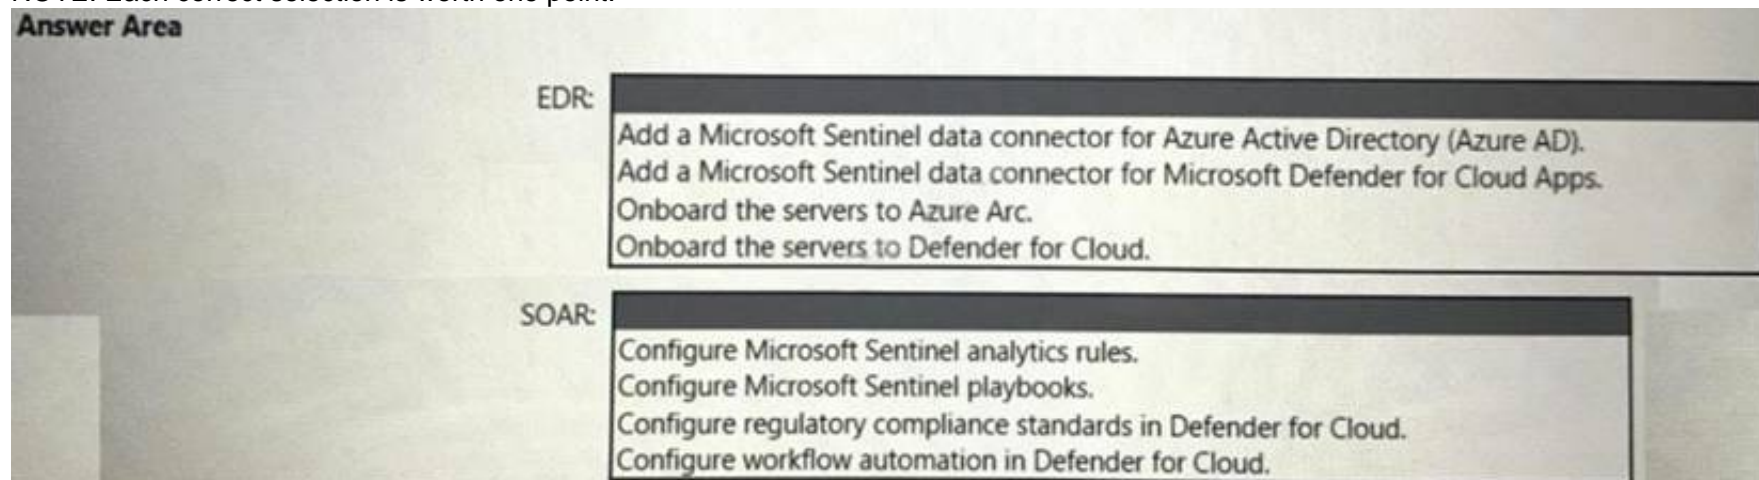 Answer Area
EDR:
Add a Microsoft Sentinel data connector for Azure Active Directory (Azure AD).
Add a Microsoft Sentinel data connector for Microsoft Defender for Cloud Apps.
Onboard the servers to Azure Arc.
Onboard the servers to Defender for Cloud.
SOAR:
Configure Microsoft Sentinel analytics rules.
Configure Microsoft Sentinel playbooks.
Configure regulatory compliance standards in Defender for Cloud.
Configure workflow automation in Defender for Cloud.